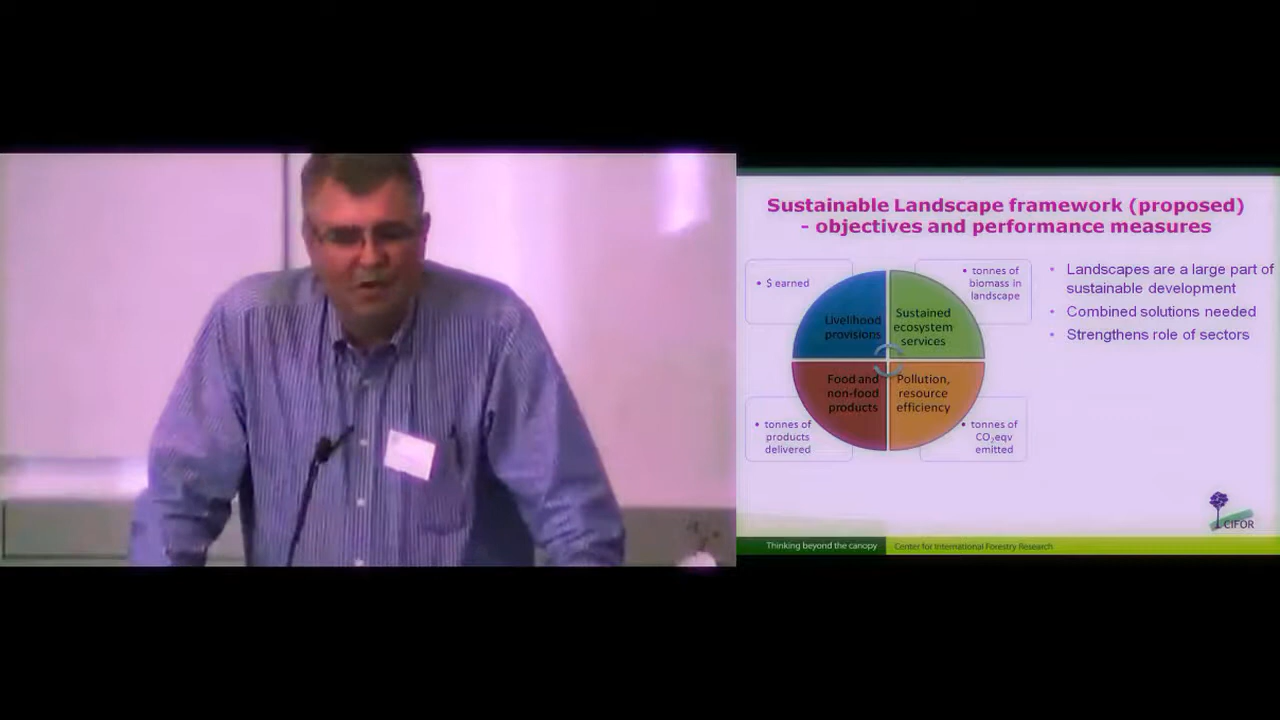 Sustainable Landscape framework (proposed)
- objectives and performance measures
• $ earned
• tonnes of
biomass in
landscape
Livelihood
provisions
Sustained
ecosystem
services
Food and
non-food
products
Pollution,
resource
efficiency
• tonnes of
products
delivered
• tonnes of
CO₂eqv
emitted
• Landscapes are a large part of
sustainable development
• Combined solutions needed
• Strengthens role of sectors
CIFOR
Thinking beyond the canopy
Center for International Forestry Research